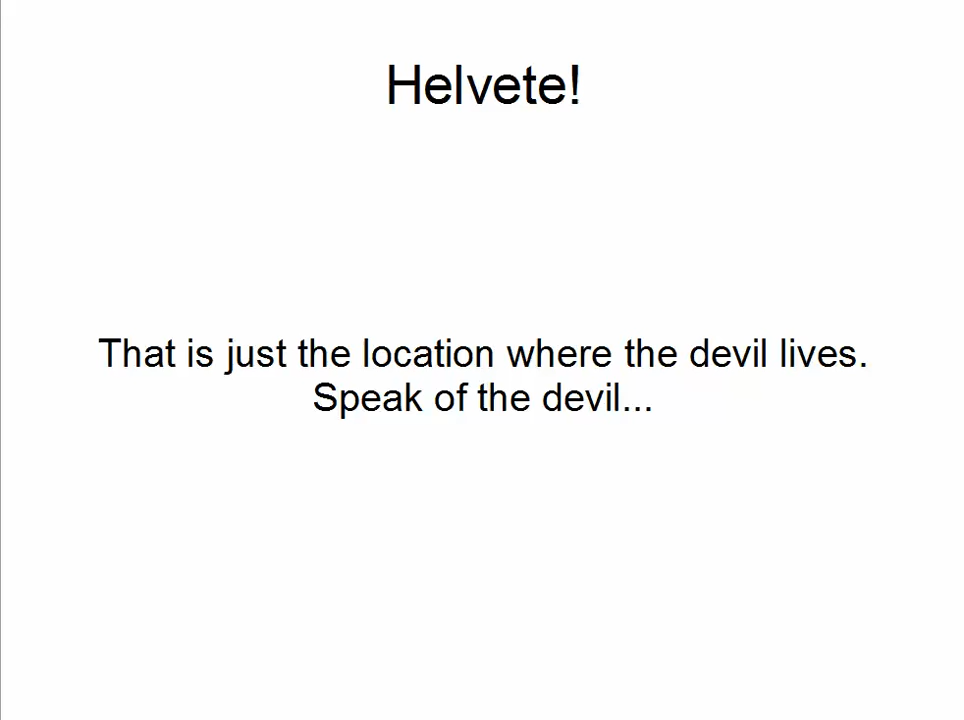 Helvete!
That is just the location where the devil lives.
Speak of the devil...